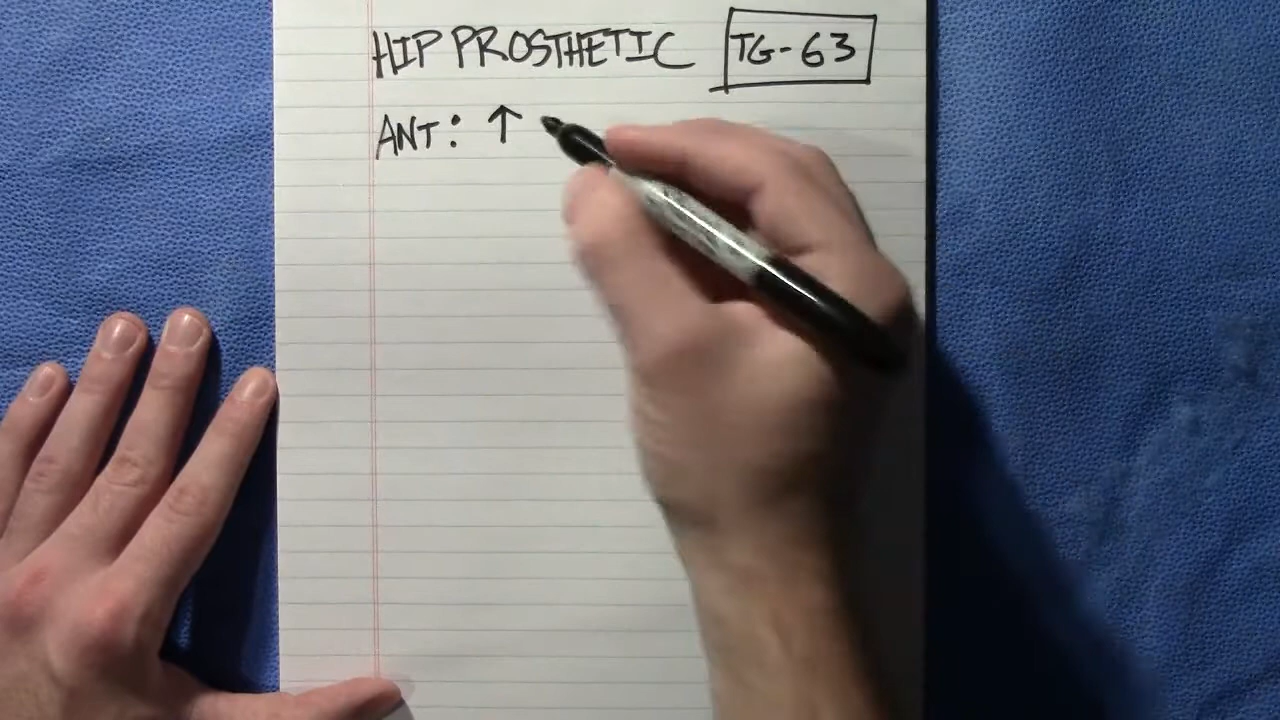 HIP PROSTHETIC TG-63
ANT: ↑